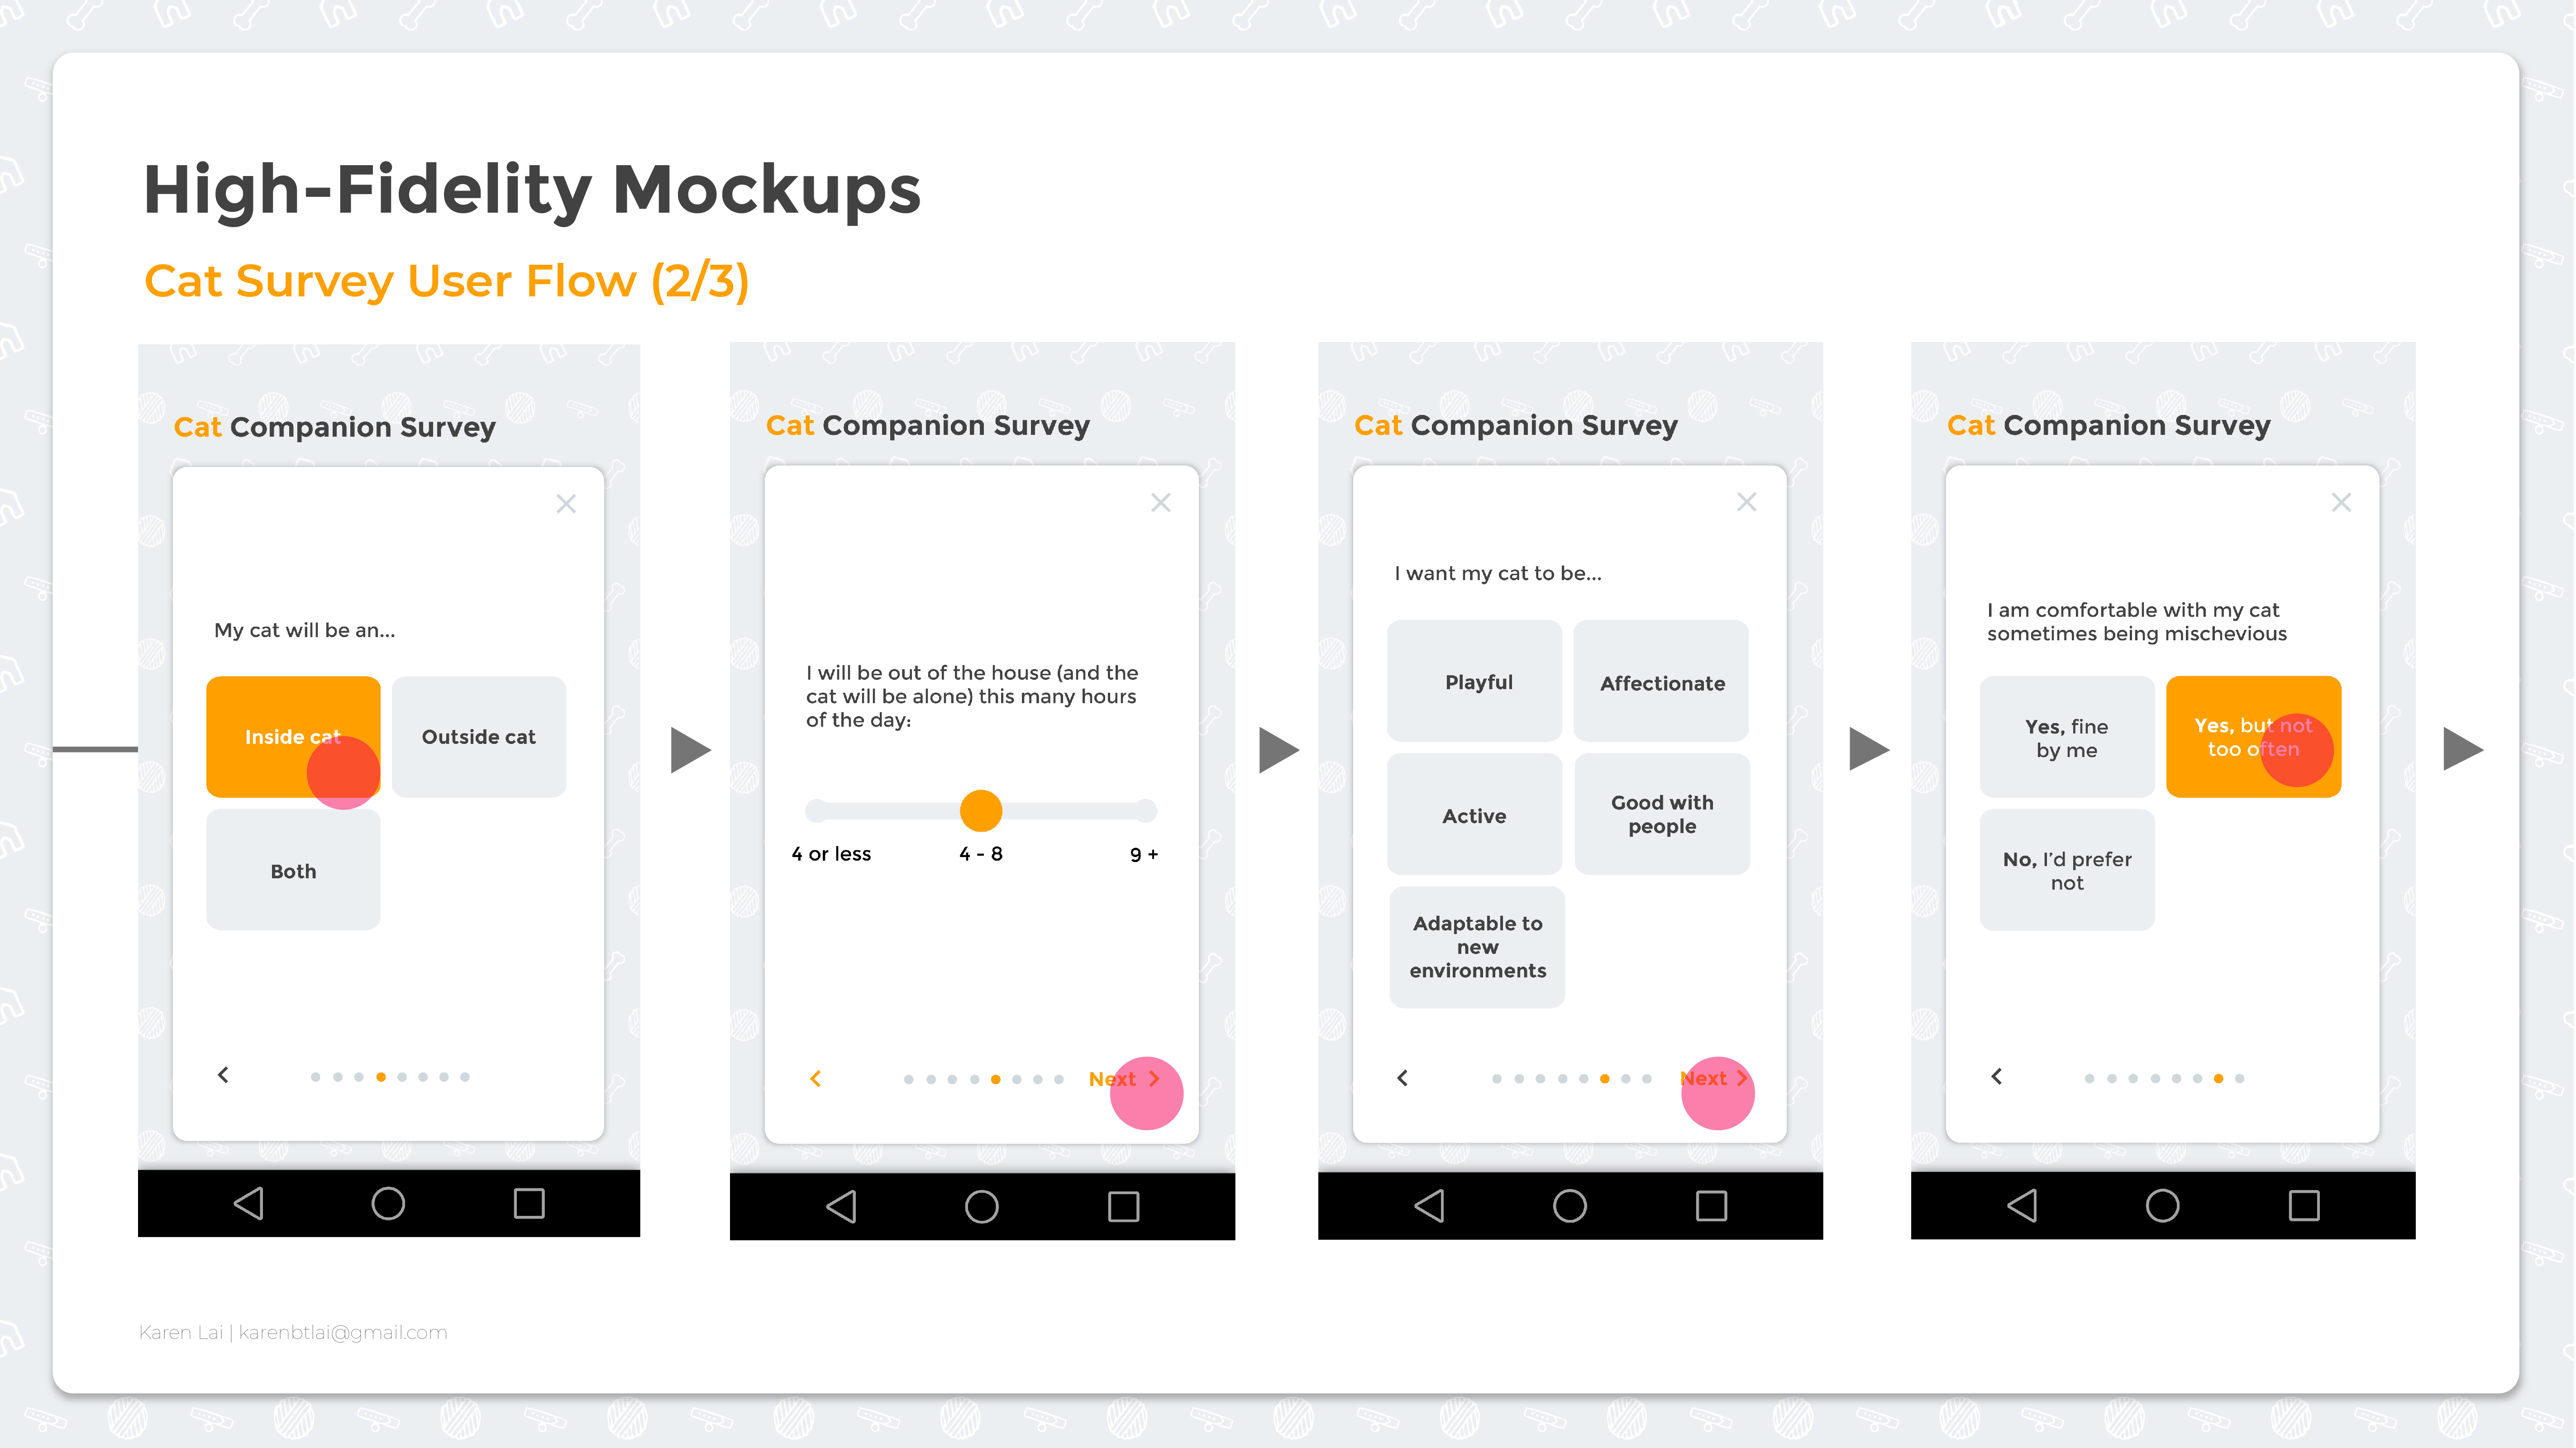 High-Fidelity Mockups
Cat Survey User Flow (2/3)
Cat Companion Survey
My cat will be an...
Inside cat
Outside cat
Both
Cat Companion Survey
I will be out of the house (and the
cat will be alone) this many hours
of the day:
4 or less
4 - 8
9 +
Next
Cat Companion Survey
I want my cat to be...
Playful
Affectionate
Active
Good with
people
Adaptable to
new
environments
Next
Cat Companion Survey
I am comfortable with my cat
sometimes being mischevious
Yes, fine
by me
Yes, but not
too often
No, I'd prefer
not
Karen Lai | karenbtlai@gmail.com